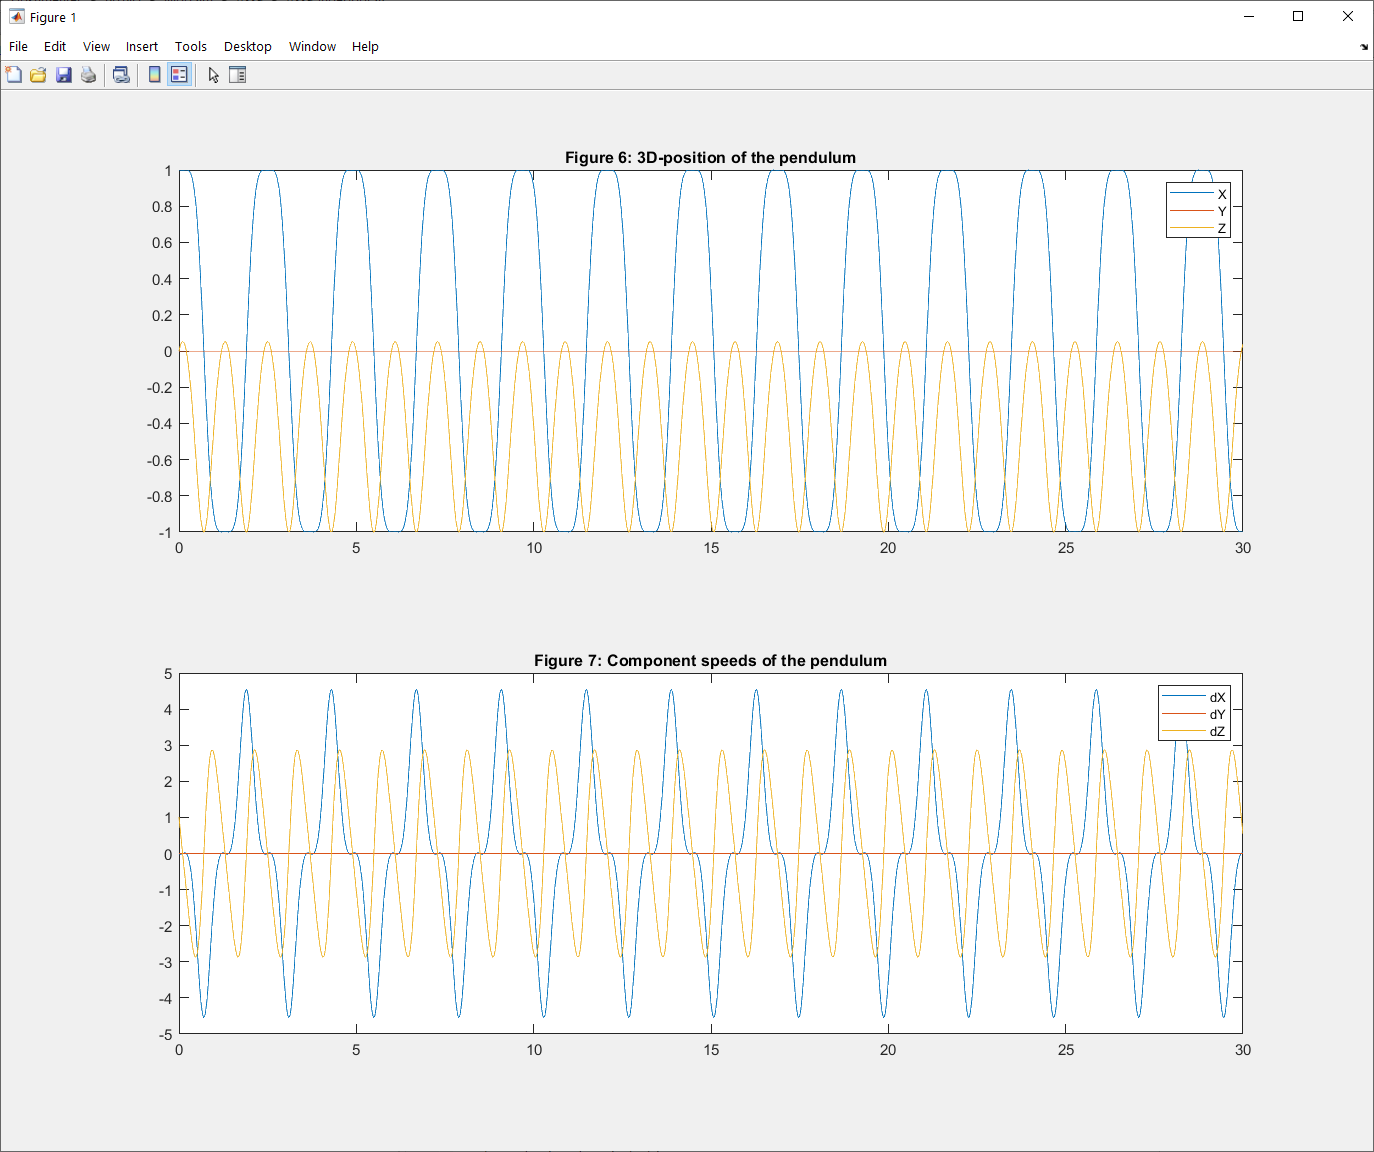 Figure 1
File Edit View Insert Tools Desktop Window Help
Figure 6: 3D-position of the pendulum
1
0.8
0.6
0.4
0.2
0
-0.2
-0.4
-0.6
-0.8
-1
0 5 10 15 20 25 30
X
Y
Z
Figure 7: Component speeds of the pendulum
5
4
3
2
1
0
-1
-2
-3
-4
-5
0 5 10 15 20 25 30
dX
dY
dZ